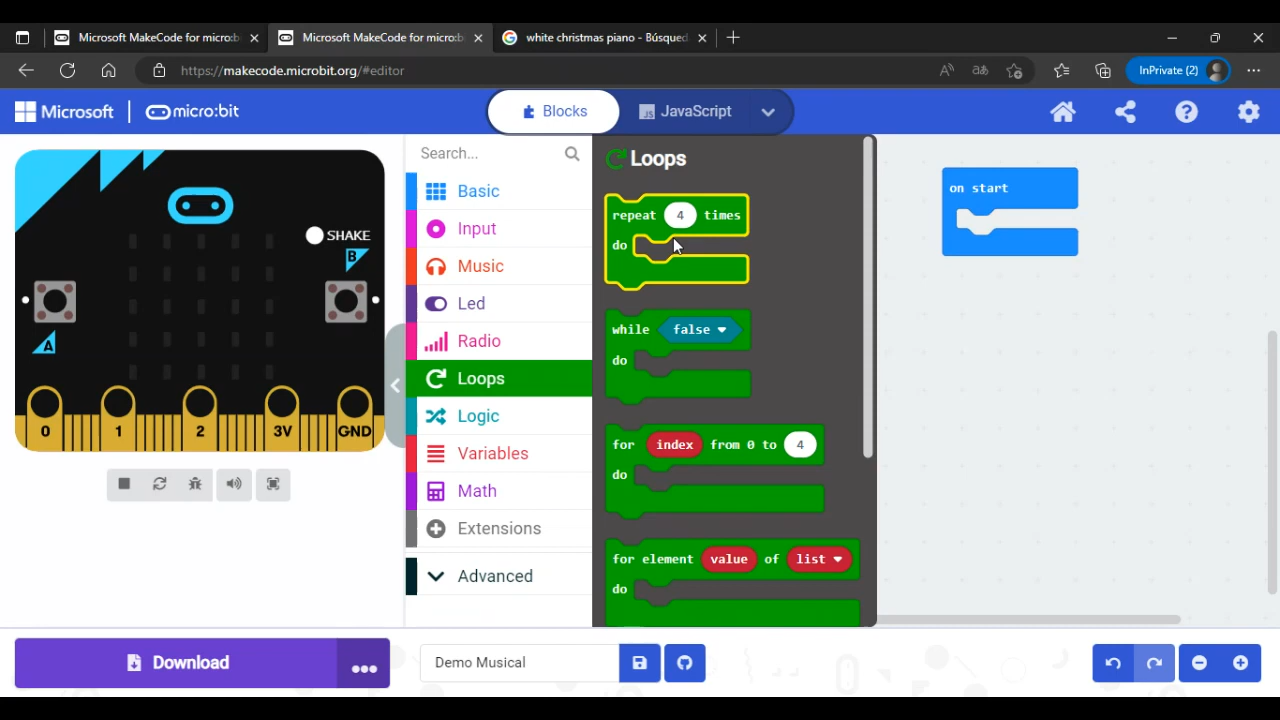 Microsoft MakeCode for micro:b
Microsoft MakeCode for micro:b
white christmas piano - Búsqued
https://makecode.microbit.org/#editor
InPrivate (2)
Microsoft
micro:bit
Blocks
JavaScript
Search...
Basic
Input
Music
Led
Radio
Loops
Logic
Variables
Math
Extensions
Advanced
SHAKE
B
A
0
1
2
3V
GND
Loops
repeat 4 times
do
while false
do
for index from 0 to 4
do
for element value of list
do
on start
Download
Demo Musical